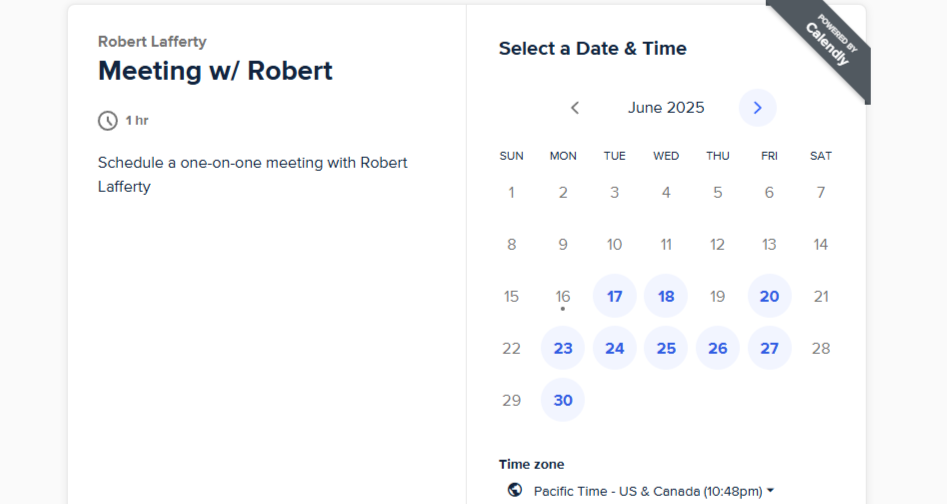 Robert Lafferty
Meeting w/ Robert
1 hr
Schedule a one-on-one meeting with Robert
Lafferty
POWERED BY
Calendly
Select a Date & Time
June 2025
SUN MON TUE WED THU FRI SAT
1 2 3 4 5 6 7
8 9 10 11 12 13 14
15 16 17 18 19 20 21
22 23 24 25 26 27 28
29 30
Time zone
Pacific Time - US & Canada (10:48pm)